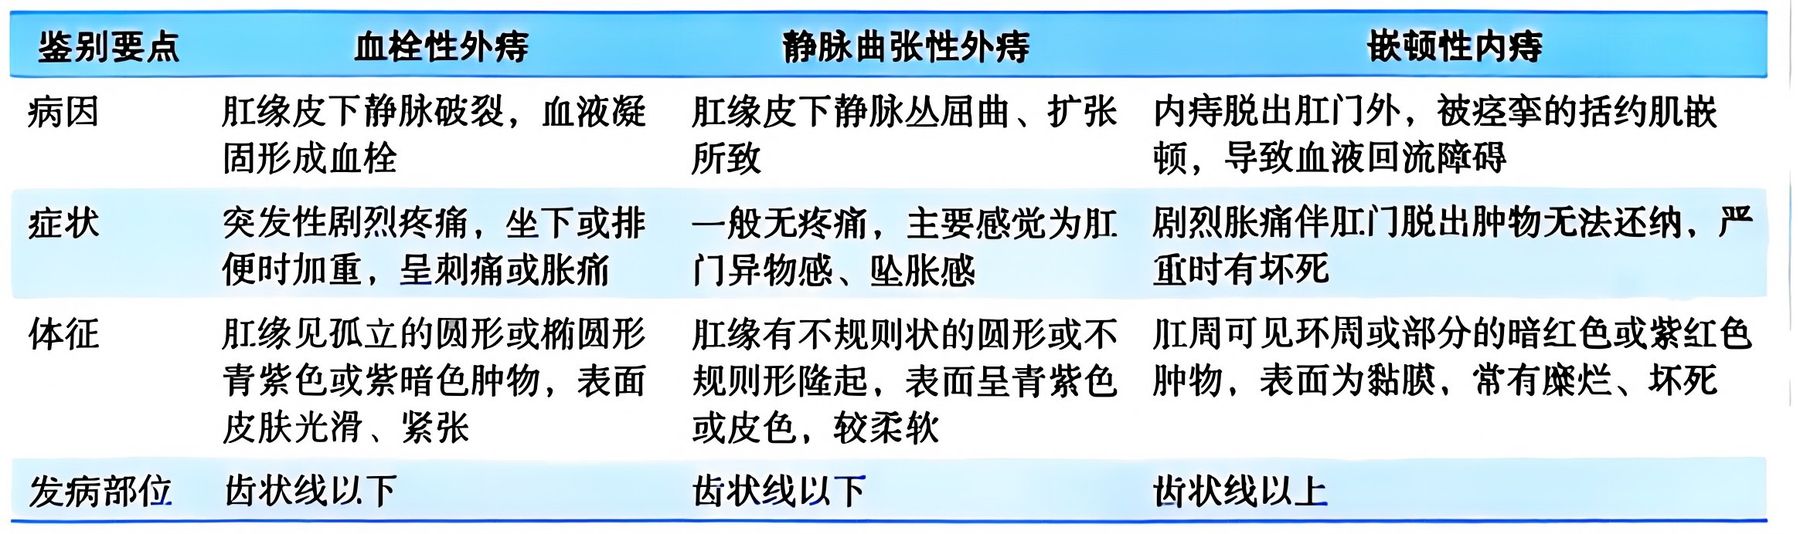 鉴别要点 血栓性外痔 静脉曲张性外痔 嵌顿性内痔
病因 肛缘皮下静脉破裂，血液凝 肛缘皮下静脉丛屈曲、扩张 内痔脱出肛门外，被痉挛的括约肌嵌
固形成血栓 所致 顿，导致血液回流障碍
症状 突发性剧烈疼痛，坐下或排 一般无疼痛，主要感觉为肛 剧烈胀痛伴肛门脱出肿物无法还纳，严
便时加重，呈刺痛或胀痛 门异物感、坠胀感 重时有坏死
体征 肛缘见孤立的圆形或椭圆形 肛缘有不规则状的圆形或不 肛周可见环周或部分的暗红色或紫红色
青紫色或紫暗色肿物，表面 规则形隆起，表面呈青紫色 肿物，表面为黏膜，常有糜烂、坏死
皮肤光滑、紧张 或皮色，较柔软
发病部位 齿状线以下 齿状线以下 齿状线以上